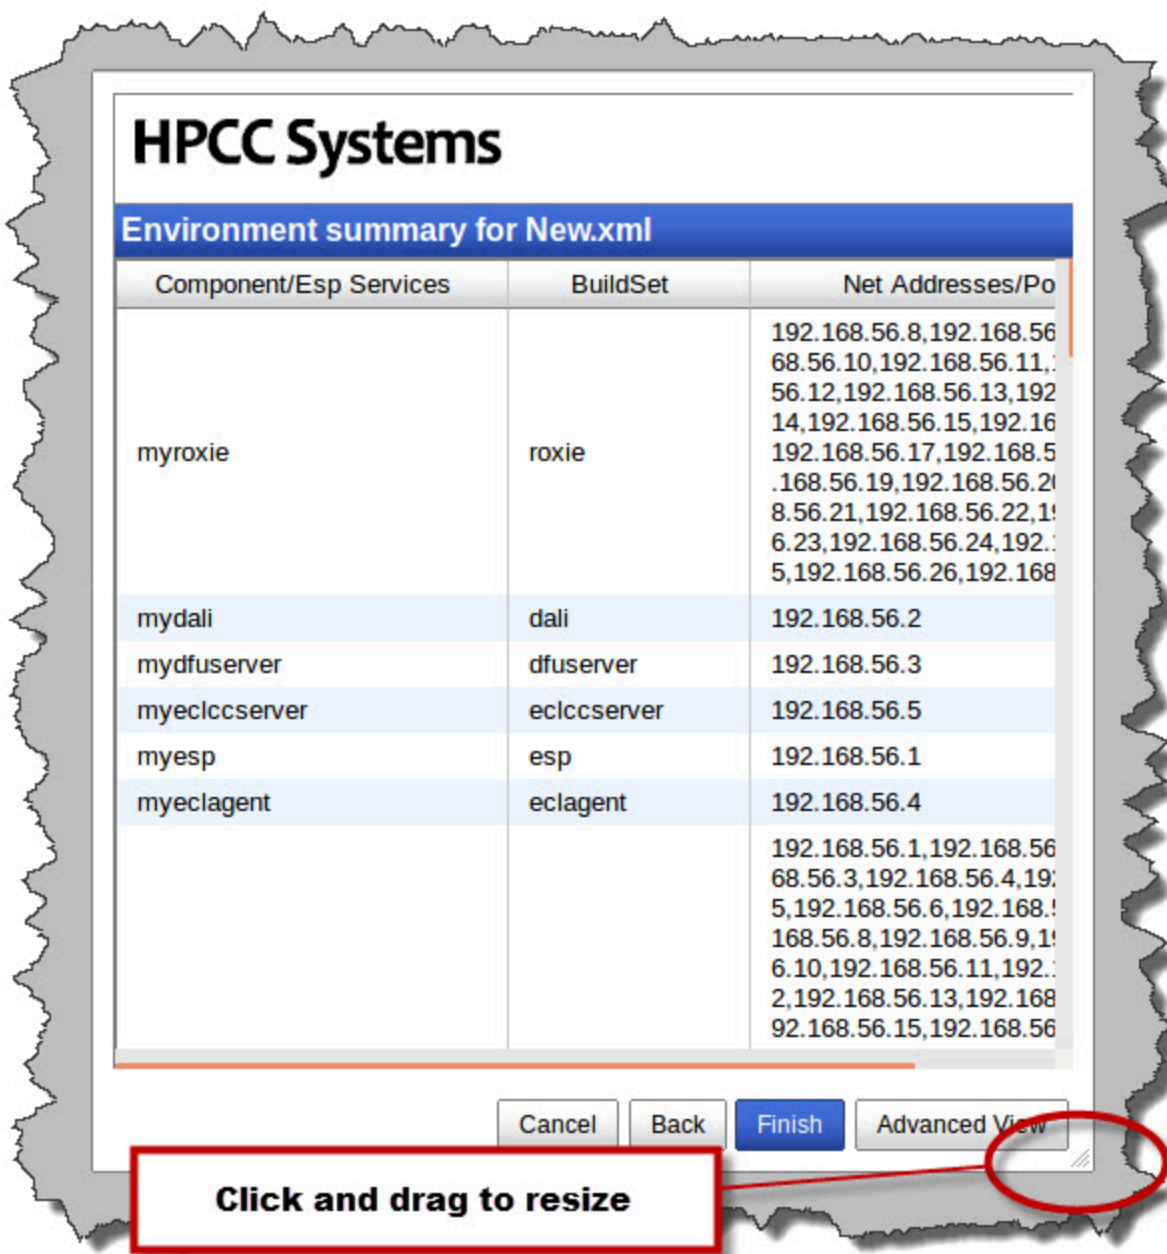 HPCC Systems
Environment summary for New.xml
Component/Esp Services BuildSet Net Addresses/Po
myroxie roxie
192.168.56.8,192.168.56
68.56.10,192.168.56.11,
56.12,192.168.56.13,192
14,192.168.56.15,192.16
192.168.56.17,192.168.5
.168.56.19,192.168.56.2
8.56.21,192.168.56.22,1
6.23,192.168.56.24,192.
5,192.168.56.26,192.168
mydali dali 192.168.56.2
mydfuserver dfuserver 192.168.56.3
myeclccserver eclccserver 192.168.56.5
myesp esp 192.168.56.1
myeclagent eclagent 192.168.56.4
192.168.56.1,192.168.56
68.56.3,192.168.56.4,19
5,192.168.56.6,192.168.
168.56.8,192.168.56.9,1
6.10,192.168.56.11,192.
2,192.168.56.13,192.168
92.168.56.15,192.168.56
Cancel Back Finish Advanced View
Click and drag to resize